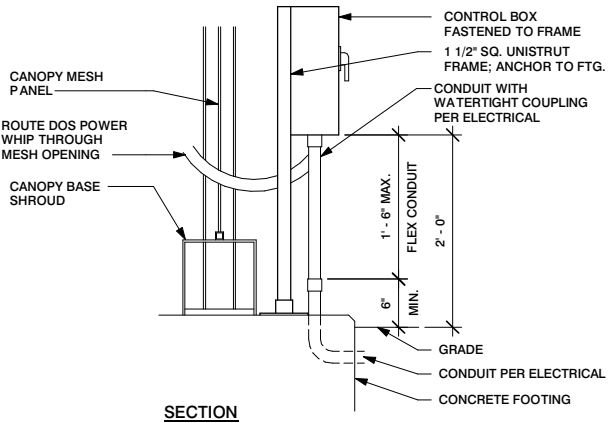 CONTROL BOX
FASTENED TO FRAME
1 1/2" SQ. UNISTRUT
FRAME; ANCHOR TO FTG.
CANOPY MESH
PANEL
CONDUIT WITH
WATERTIGHT COUPLING
PER ELECTRICAL
ROUTE DOS POWER
WHIP THROUGH
MESH OPENING
CANOPY BASE
SHROUD
1' - 6" MAX.
FLEX CONDUIT
2' - 0"
6"
MIN.
GRADE
CONDUIT PER ELECTRICAL
CONCRETE FOOTING
SECTION